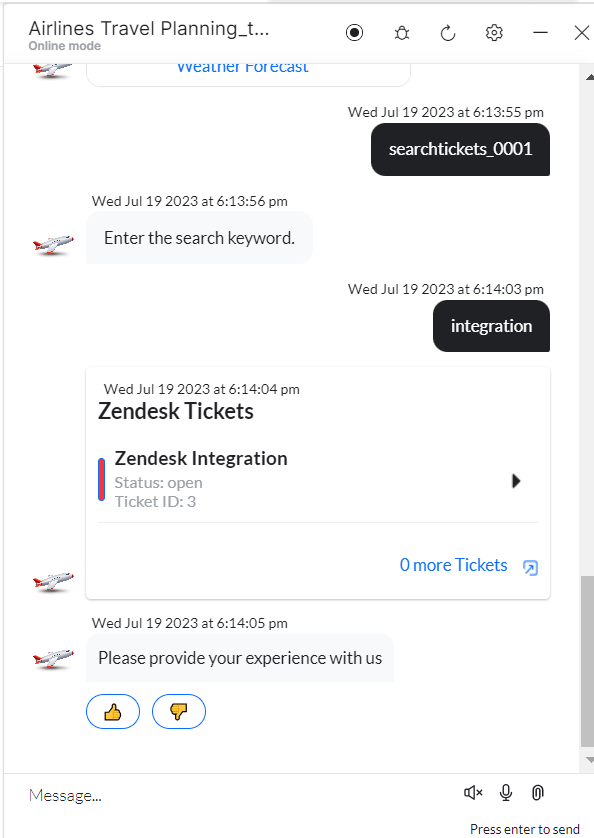 Airlines Travel Planning_t...
Online mode
Weather Forecast
Wed Jul 19 2023 at 6:13:55 pm
searchtickets_0001
Wed Jul 19 2023 at 6:13:56 pm
Enter the search keyword.
Wed Jul 19 2023 at 6:14:03 pm
integration
Wed Jul 19 2023 at 6:14:04 pm
Zendesk Tickets
Zendesk Integration
Status: open
Ticket ID: 3
0 more Tickets
Wed Jul 19 2023 at 6:14:05 pm
Please provide your experience with us
Message...
Press enter to send